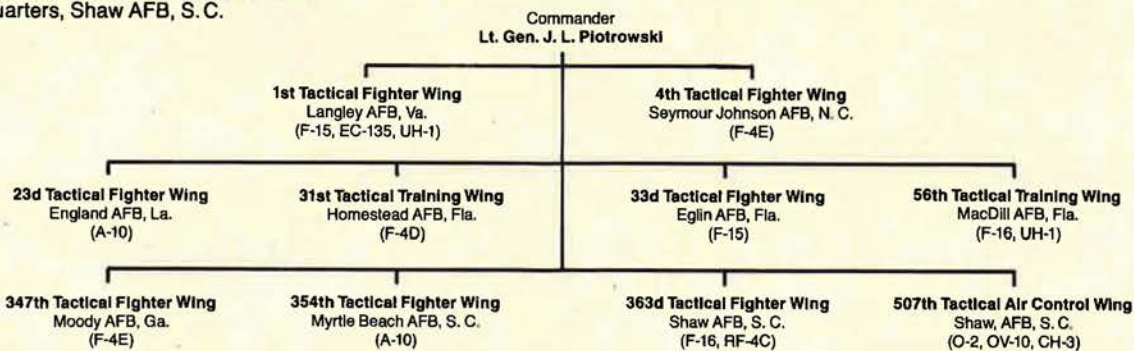 uarters, Shaw AFB, S.C.
Commander
Lt. Gen. J. L. Piotrowski
1st Tactical Fighter Wing
Langley AFB, Va.
(F-15, EC-135, UH-1)
4th Tactical Fighter Wing
Seymour Johnson AFB, N. C.
(F-4E)
23d Tactical Fighter Wing
England AFB, La.
(A-10)
31st Tactical Training Wing
Homestead AFB, Fla.
(F-4D)
33d Tactical Fighter Wing
Eglin AFB, Fla.
(F-15)
56th Tactical Training Wing
MacDill AFB, Fla.
(F-16, UH-1)
347th Tactical Fighter Wing
Moody AFB, Ga.
(F-4E)
354th Tactical Fighter Wing
Myrtle Beach AFB, S. C.
(A-10)
363d Tactical Fighter Wing
Shaw AFB, S. C.
(F-16, RF-4C)
507th Tactical Air Control Wing
Shaw, AFB, S. C.
(O-2, OV-10, CH-3)